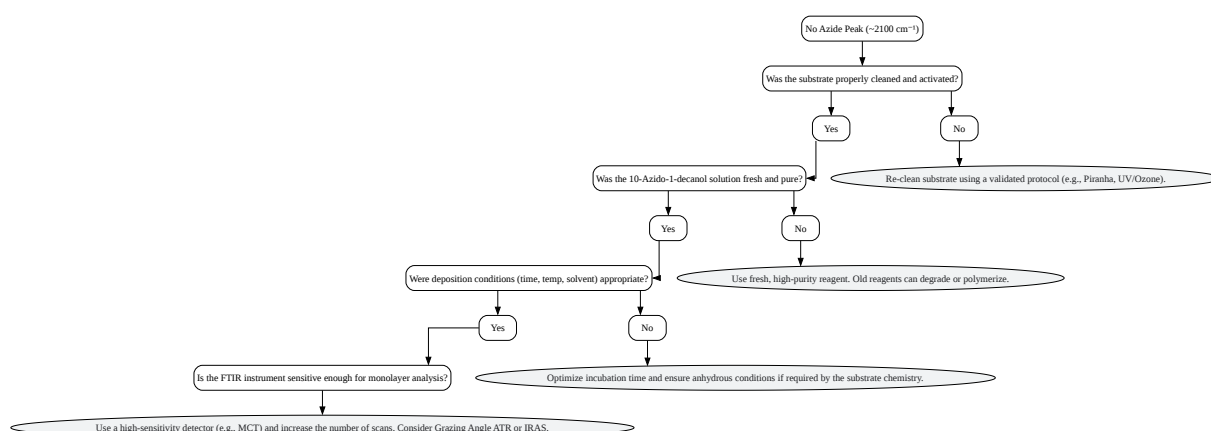 No Azide Peak (~2100 cm⁻¹)
Was the substrate properly cleaned and activated?
Yes
No
Was the 10-Azido-1-decanol solution fresh and pure?
Re-clean substrate using a validated protocol (e.g., Piranha, UV/Ozone).
Yes
No
Were deposition conditions (time, temp, solvent) appropriate?
Use fresh, high-purity reagent. Old reagents can degrade or polymerize.
Yes
No
Is the FTIR instrument sensitive enough for monolayer analysis?
Optimize incubation time and ensure anhydrous conditions if required by the substrate chemistry.
Use a high-sensitivity detector (e.g., MCT) and increase the number of scans. Consider Grazing Angle ATR or IRAS.